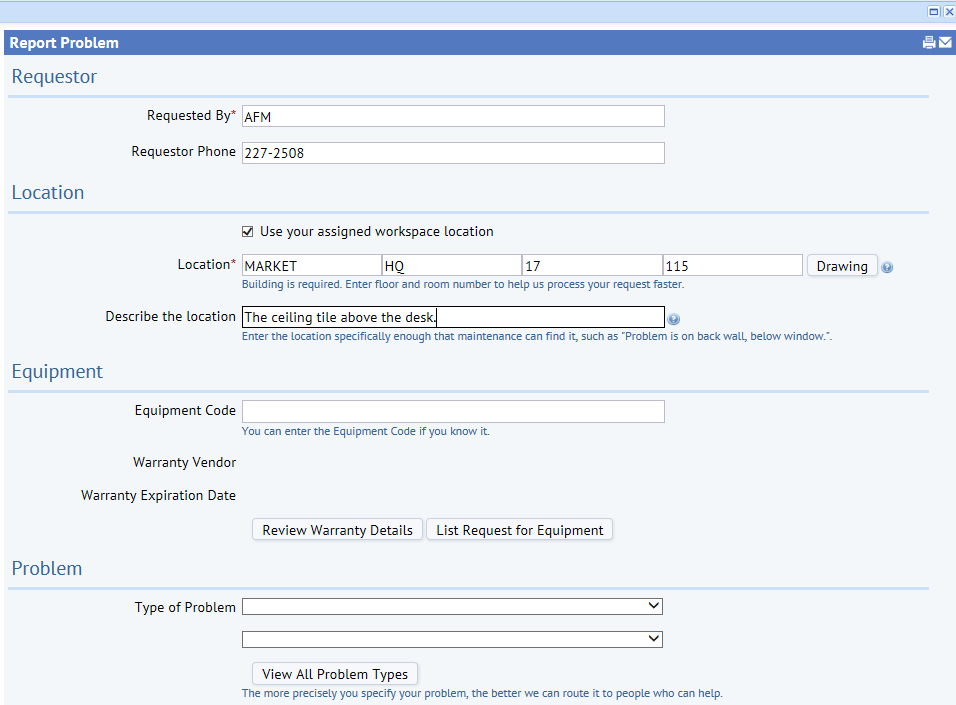 Report Problem
Requestor
Requested By* AFM
Requestor Phone 227-2508
Location
Use your assigned workspace location
Location* MARKET HQ 17 115 Drawing
Building is required. Enter floor and room number to help us process your request faster.
Describe the location The ceiling tile above the desk.
Enter the location specifically enough that maintenance can find it, such as "Problem is on back wall, below window.".
Equipment
Equipment Code
You can enter the Equipment Code if you know it.
Warranty Vendor
Warranty Expiration Date
Review Warranty Details List Request for Equipment
Problem
Type of Problem
View All Problem Types
The more precisely you specify your problem, the better we can route it to people who can help.